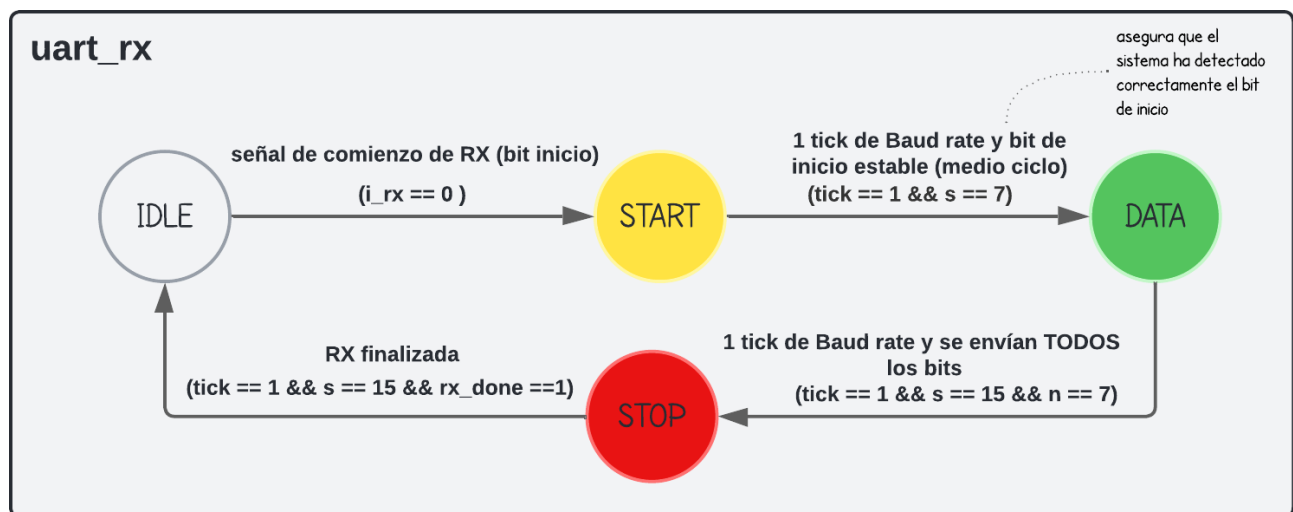 uart_rx
asegura que el
sistema ha detectado
correctamente el bit
de inicio
señal de comienzo de RX (bit inicio)
(i_rx == 0 )
1 tick de Baud rate y bit de
inicio estable (medio ciclo)
(tick == 1 && s == 7)
IDLE
START
DATA
RX finalizada
(tick == 1 && s == 15 && rx_done ==1)
1 tick de Baud rate y se envían TODOS
los bits
(tick == 1 && s == 15 && n == 7)
STOP